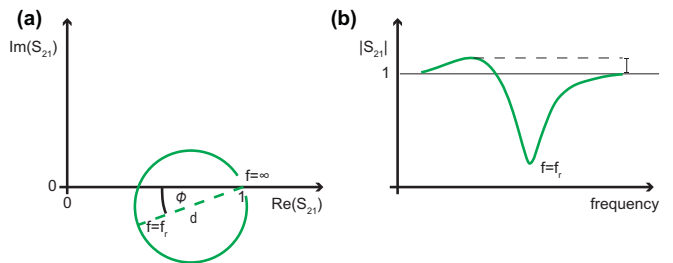 (a)
Im(S₂₁)
0
0
f=∞
ϕ
1
d
f=fᵣ
Re(S₂₁)
(b)
|S₂₁|
1
f=fᵣ
frequency